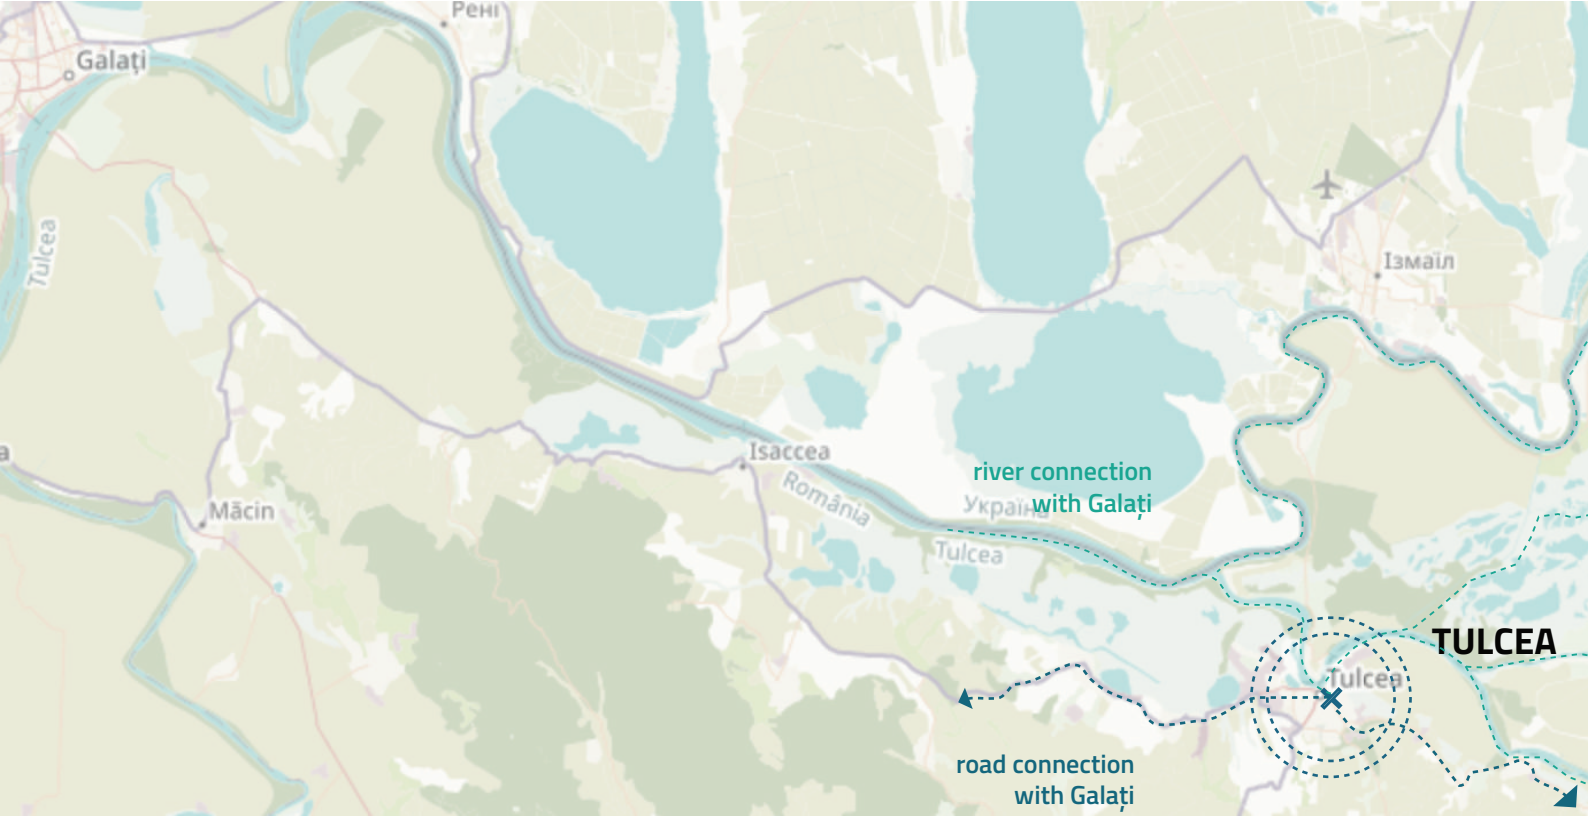 Рені
Galați
Tulcea
Ізмаїл
Isaccea
river connection
with Galați
România
Україна
Măcin
Tulcea
TULCEA
Tulcea
road connection
with Galați
a